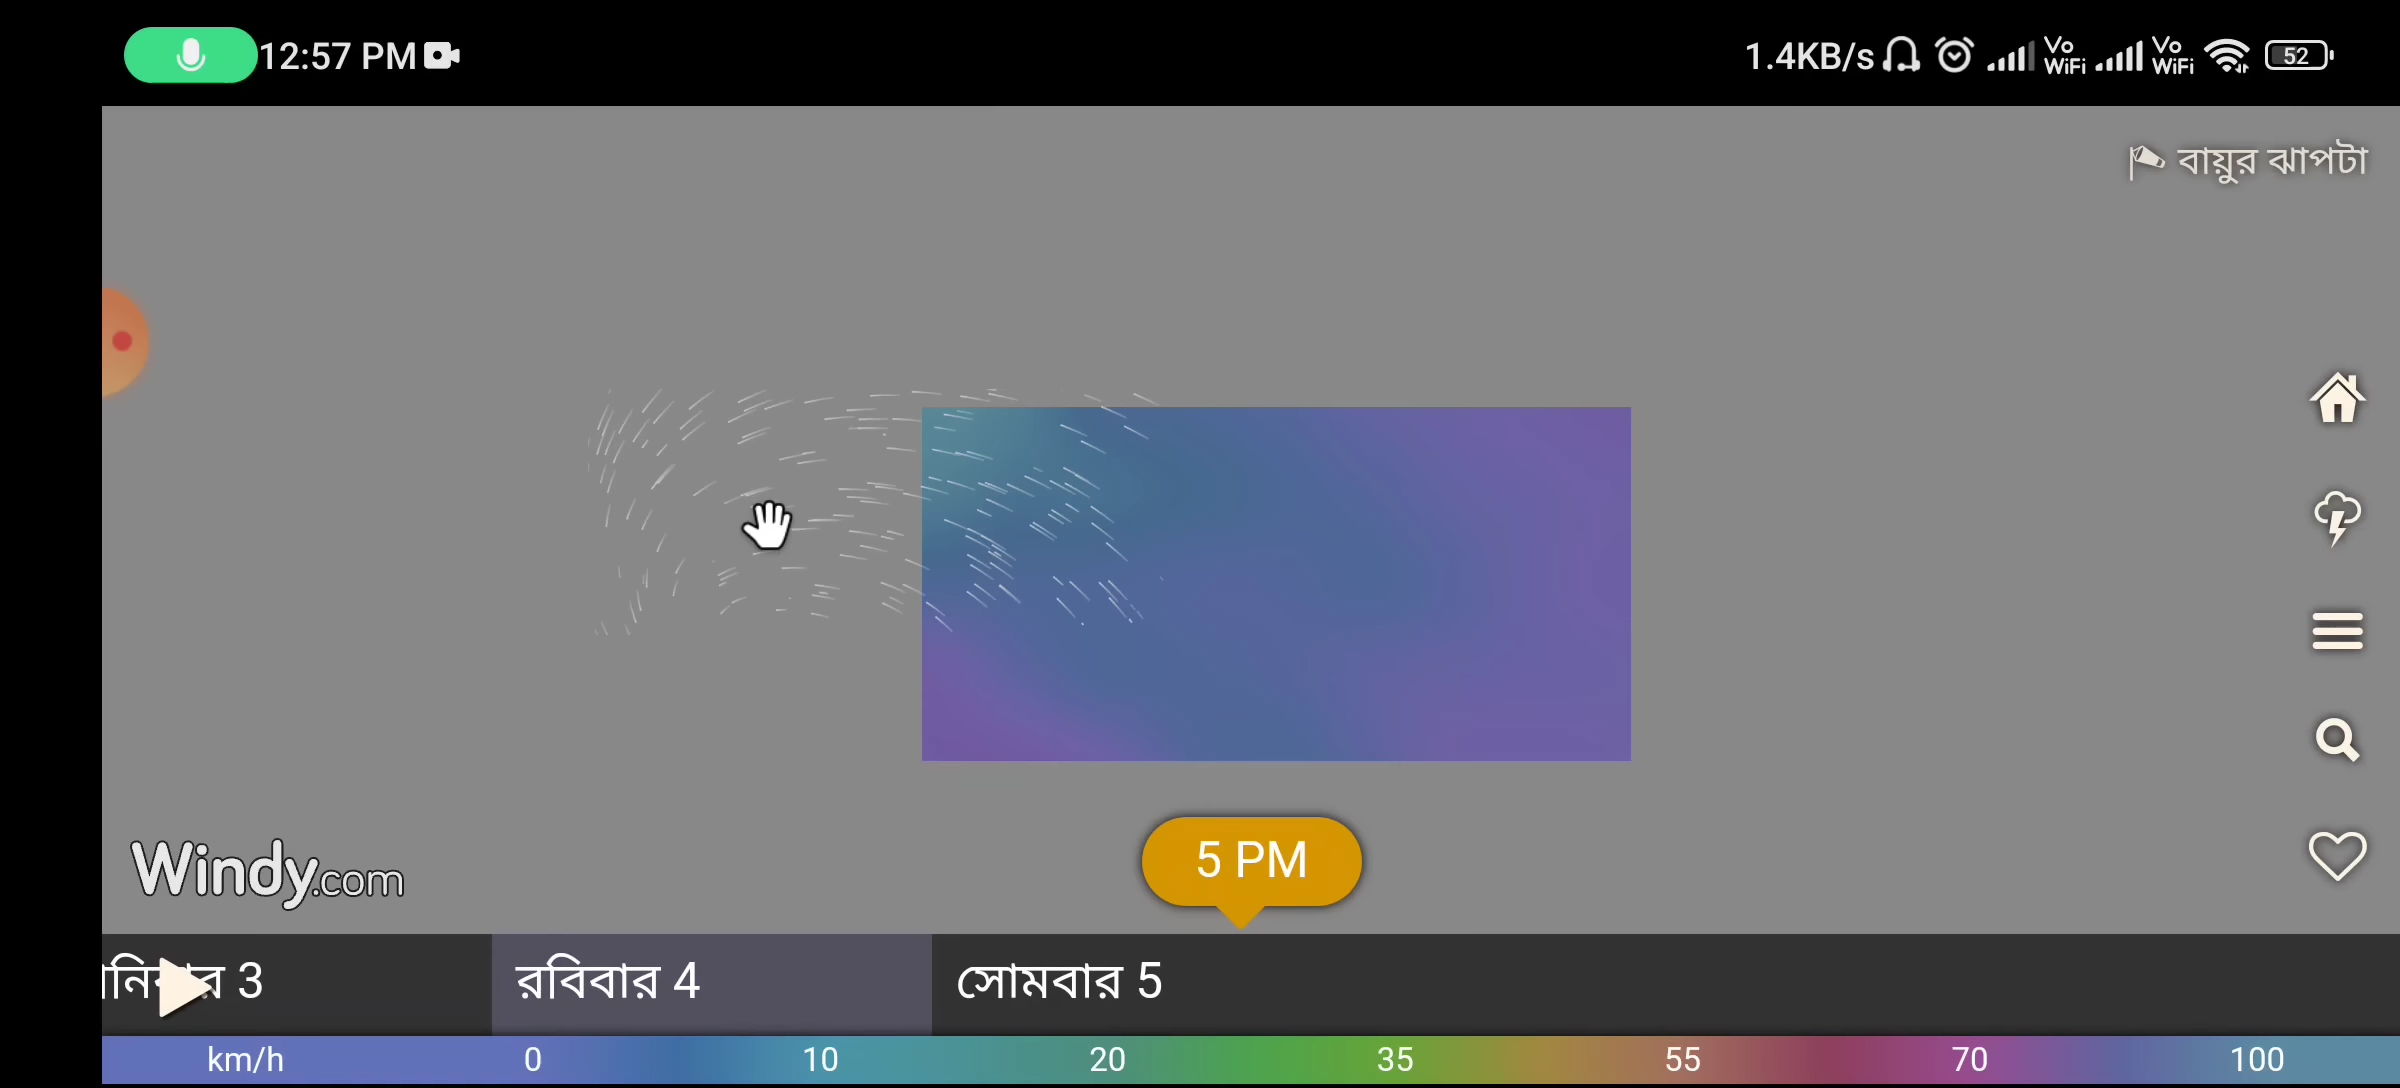 12:57 PM
1.4KB/s Vo WiFi Vo WiFi 52
বায়ুর ঝাপটা
5 PM
Windy.com
3 রবিবার 4 সোমবার 5
km/h 0 10 20 35 55 70 100